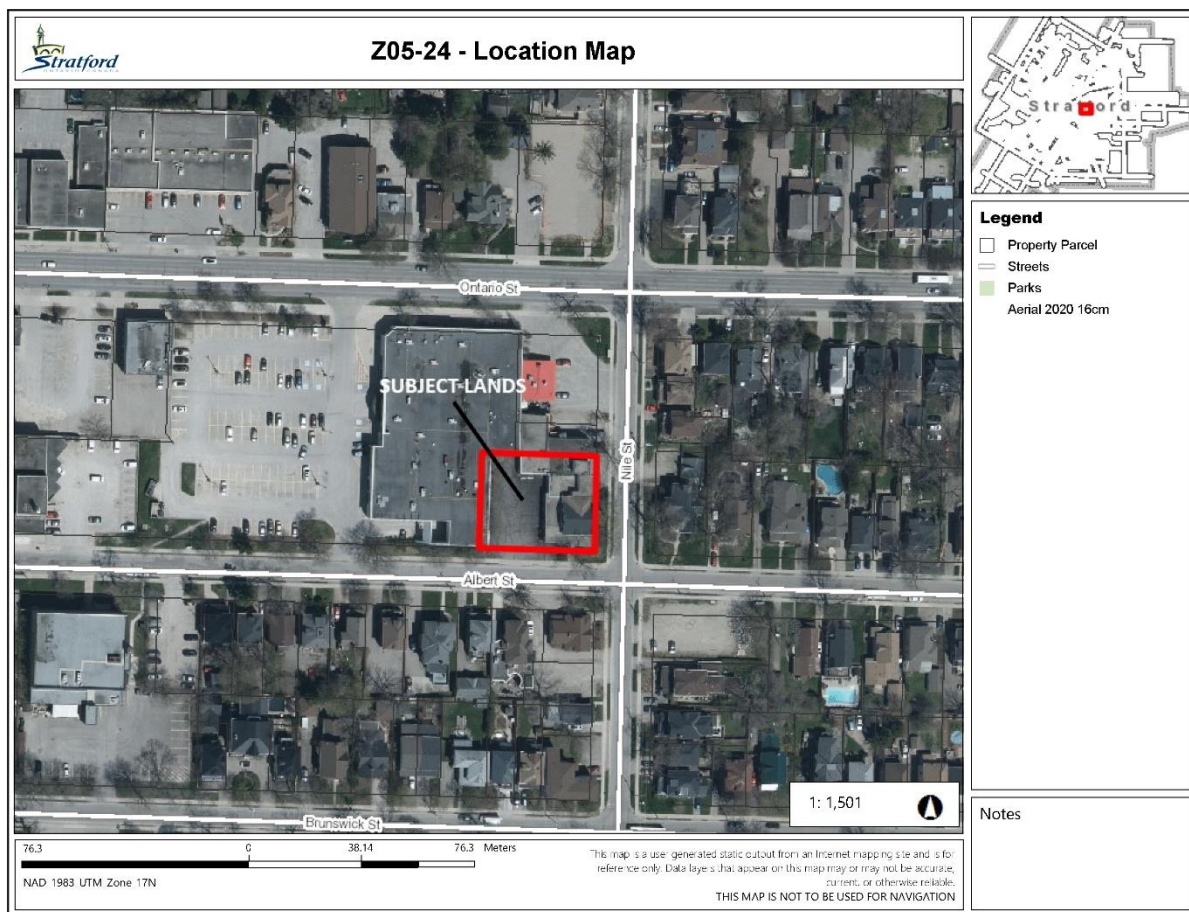 Stratford
ONTARIO CANADA
Z05-24 - Location Map
Stratford
Legend
Property Parcel
Streets
Parks
Aerial 2020 16cm
Ontario St
SUBJECT LANDS
Nile St
Albert St
Brunswick St
1: 1,501
Notes
76.3 0 38.14 76.3 Meters
NAD 1983 UTM Zone 17N
This map is a user generated static output from an Internet mapping site and is for
reference only. Data layers that appear on this map may or may not be accurate,
current, or otherwise reliable.
THIS MAP IS NOT TO BE USED FOR NAVIGATION